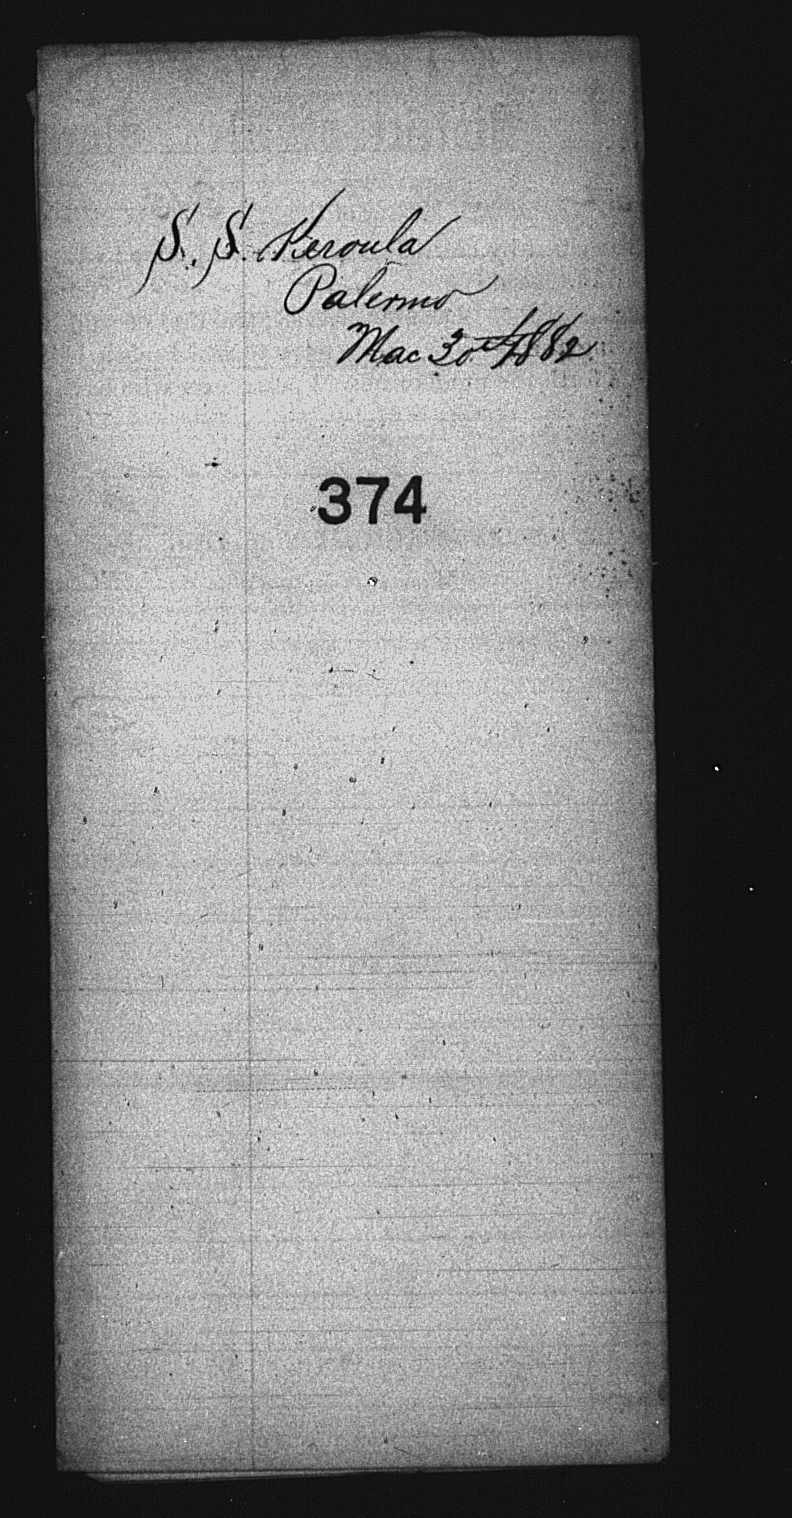 S. S. Keroula
Palermo
Mac 30th 1882
374